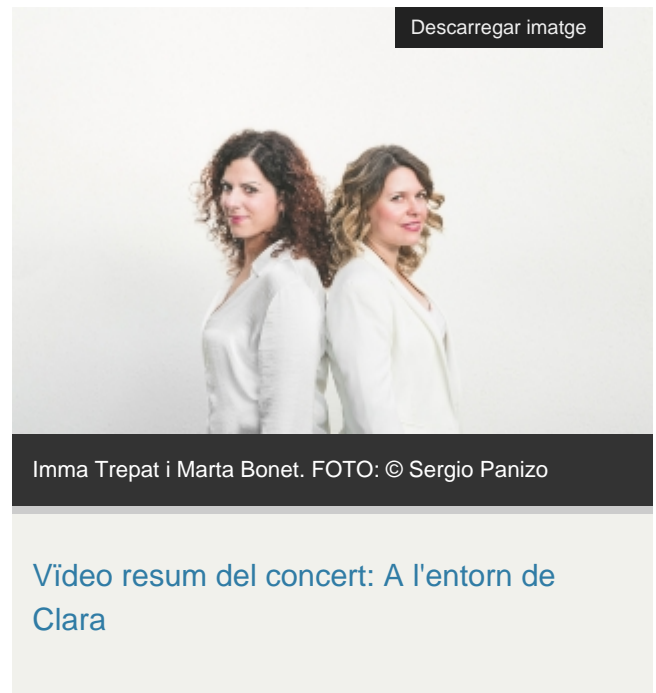 Descarregar imatge
Imma Trepat i Marta Bonet. FOTO: © Sergio Panizo
Vïdeo resum del concert: A l'entorn de
Clara